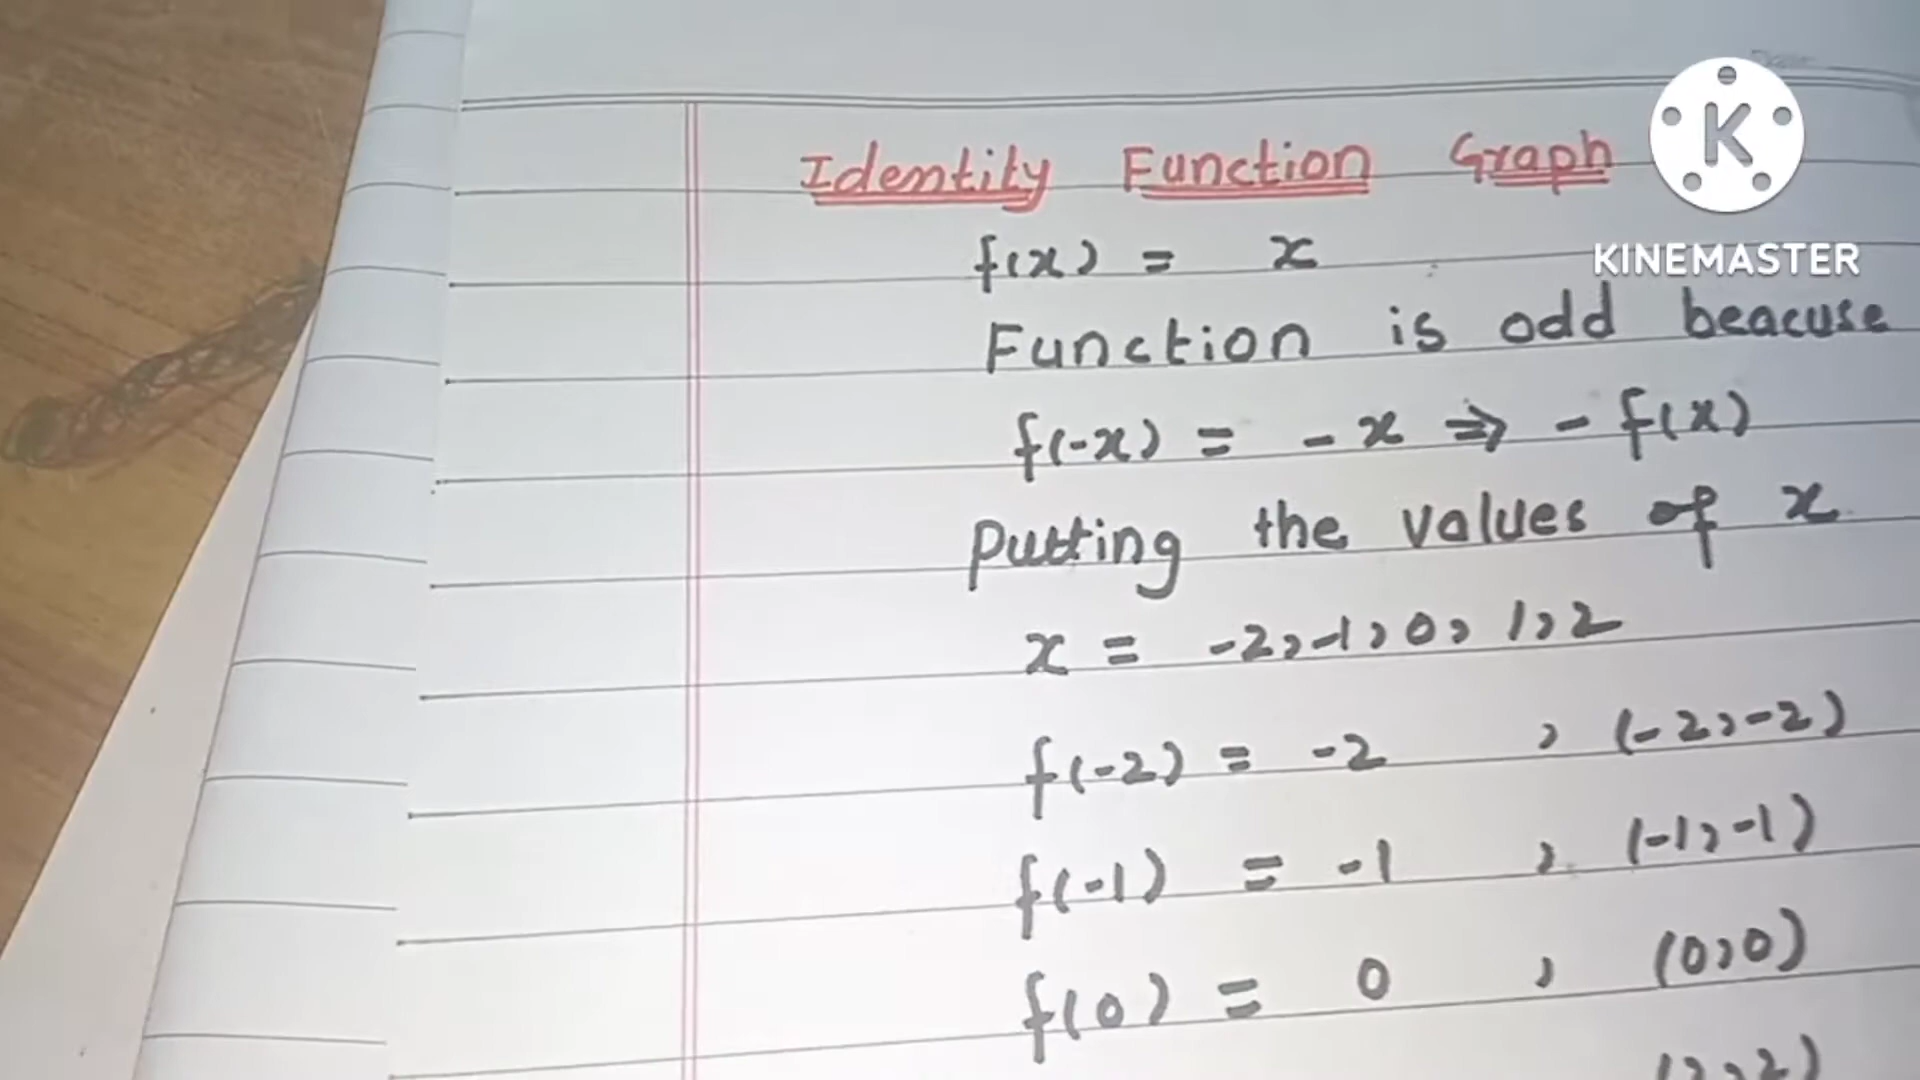 Identity Function Graph
K
KINEMASTER
f(x) = x
Function is odd beacuse
f(-x) = -x ⇒ - f(x)
putting the values of x
x = -2, -1, 0, 1, 2
f(-2) = -2 , (-2, -2)
f(-1) = -1 , (-1, -1)
f(0) = 0 , (0, 0)